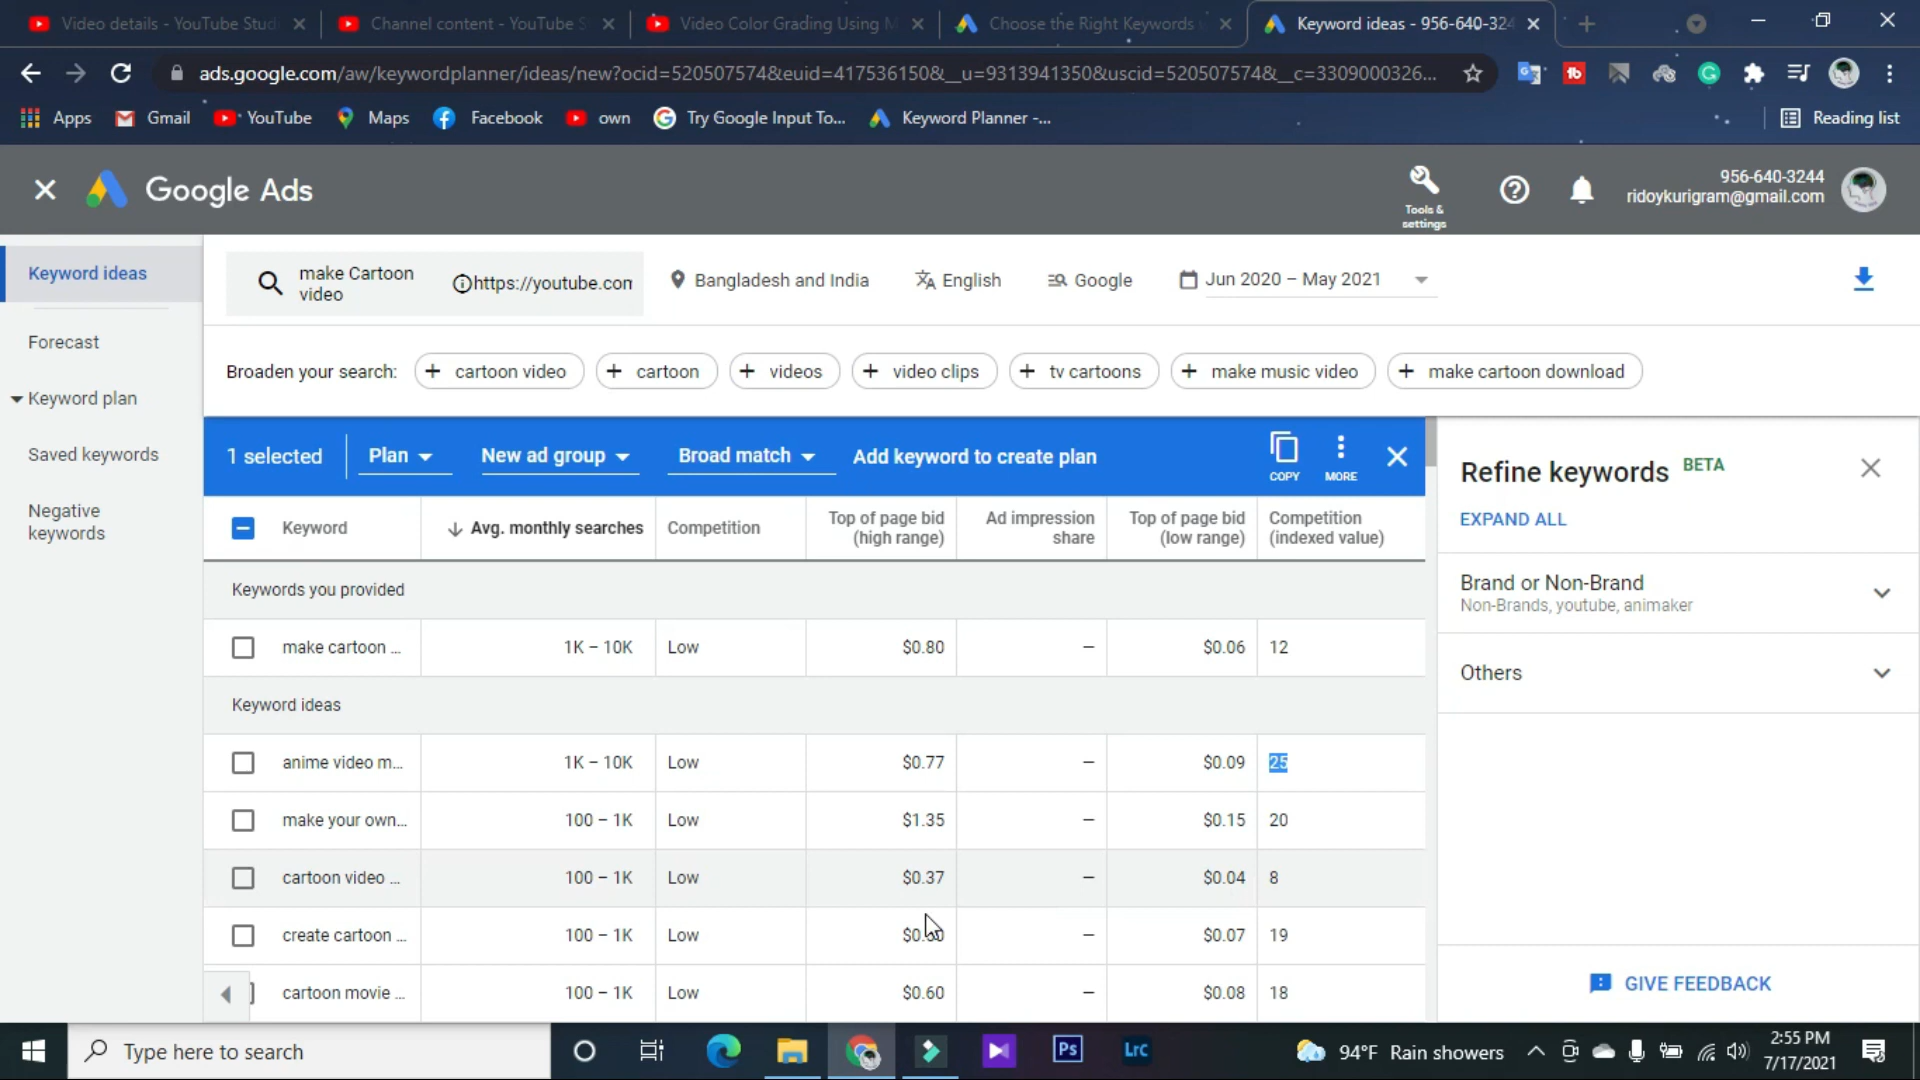 Video details - YouTube Stud
Channel content - YouTube S
Video Color Grading Using M
Choose the Right Keywords
Keyword ideas - 956-640-324
ads.google.com/aw/keywordplanner/ideas/new?ocid=520507574&euid=417536150&__u=9313941350&uscid=520507574&__c=3309000326...
Apps
Gmail
YouTube
Maps
Facebook
own
Try Google Input To...
Keyword Planner -...
Reading list
Google Ads
Tools &
settings
956-640-3244
ridoykurigram@gmail.com
Keyword ideas
Forecast
Keyword plan
Saved keywords
Negative
keywords
make Cartoon
video
https://youtube.com
Bangladesh and India
English
Google
Jun 2020 – May 2021
Broaden your search:
+ cartoon video
+ cartoon
+ videos
+ video clips
+ tv cartoons
+ make music video
+ make cartoon download
1 selected
Plan
New ad group
Broad match
Add keyword to create plan
COPY
MORE
Keyword
Avg. monthly searches
Competition
Top of page bid
(high range)
Ad impression
share
Top of page bid
(low range)
Competition
(indexed value)
Keywords you provided
make cartoon ... 1K – 10K Low $0.80 – $0.06 12
Keyword ideas
anime video m... 1K – 10K Low $0.77 – $0.09 25
make your own... 100 – 1K Low $1.35 – $0.15 20
cartoon video ... 100 – 1K Low $0.37 – $0.04 8
create cartoon ... 100 – 1K Low – $0.07 19
cartoon movie ... 100 – 1K Low $0.60 – $0.08 18
Refine keywords BETA
EXPAND ALL
Brand or Non-Brand
Non-Brands, youtube, animaker
Others
GIVE FEEDBACK
Type here to search
Ps
LrC
94°F Rain showers
2:55 PM
7/17/2021